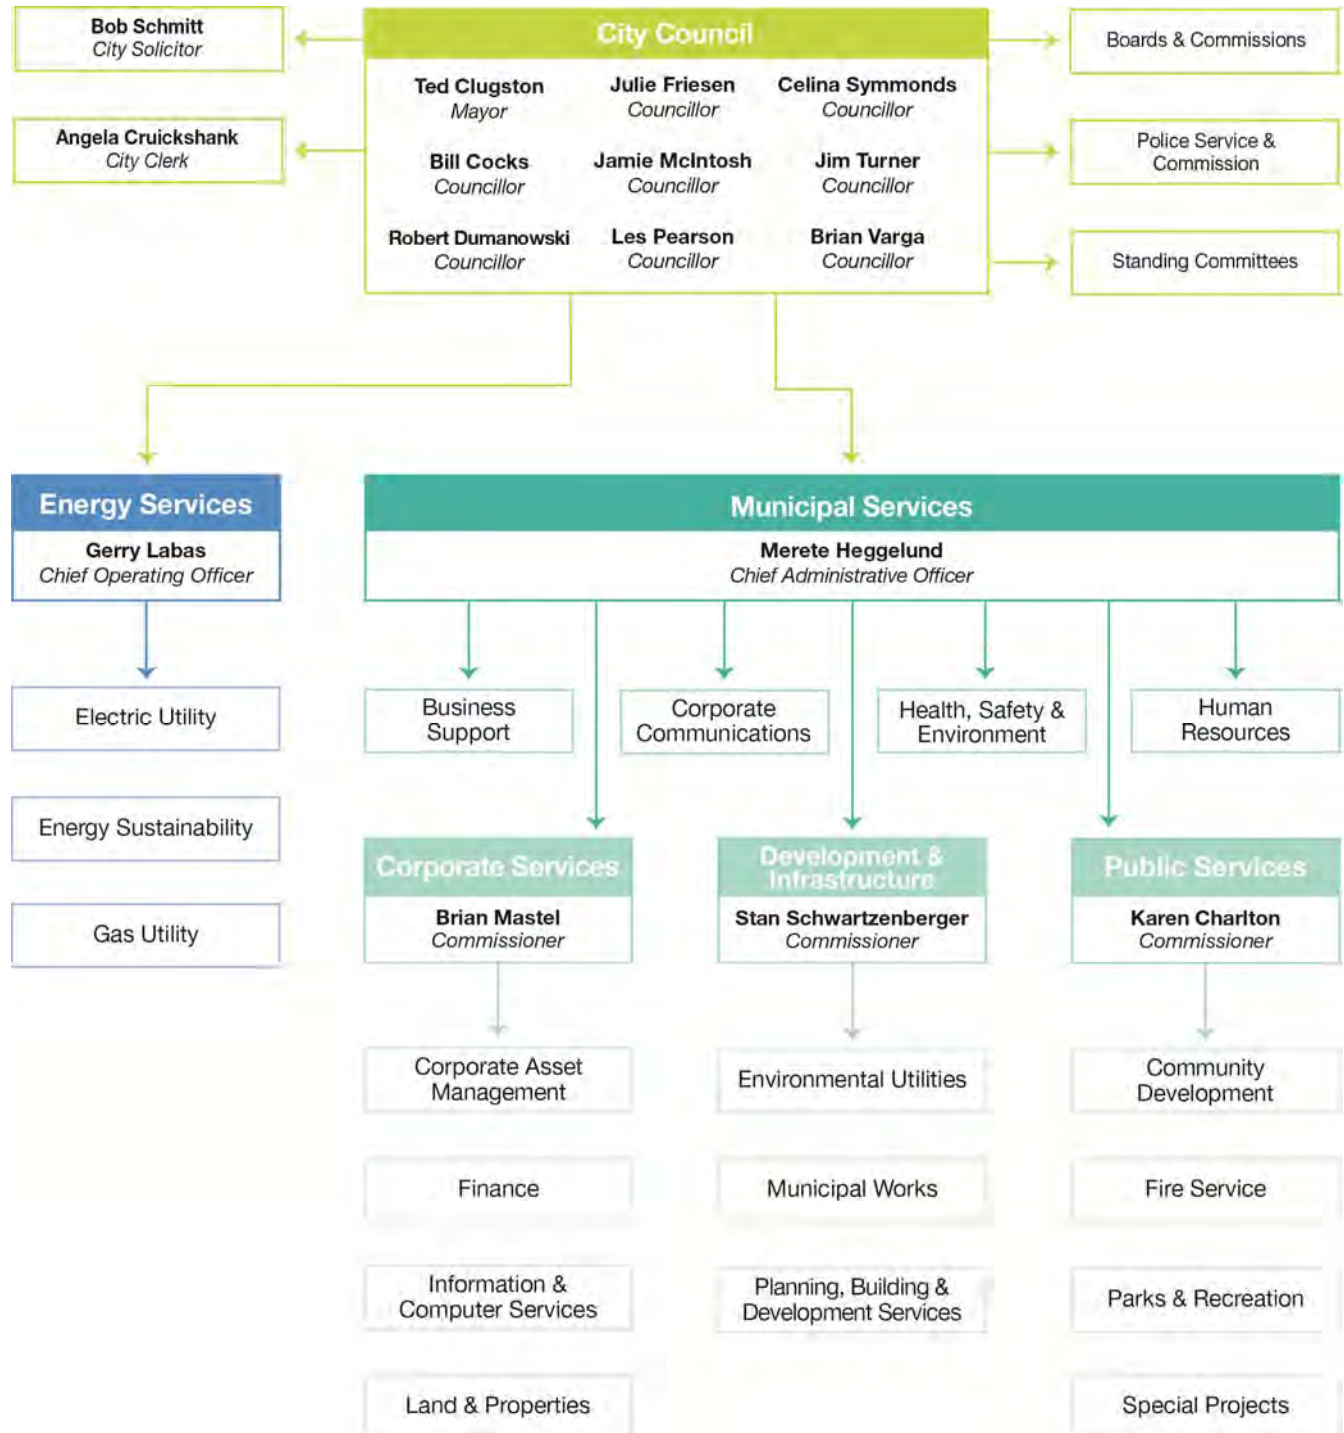 Bob Schmitt
City Solicitor
Angela Cruickshank
City Clerk
City Council
Ted Clugston
Mayor
Julie Friesen
Councillor
Celina Symmonds
Councillor
Bill Cocks
Councillor
Jamie McIntosh
Councillor
Jim Turner
Councillor
Robert Dumanowski
Councillor
Les Pearson
Councillor
Brian Varga
Councillor
Boards & Commissions
Police Service &
Commission
Standing Committees
Energy Services
Gerry Labas
Chief Operating Officer
Electric Utility
Energy Sustainability
Gas Utility
Municipal Services
Merete Heggelund
Chief Administrative Officer
Business
Support
Corporate
Communications
Health, Safety &
Environment
Human
Resources
Corporate Services
Brian Mastel
Commissioner
Corporate Asset
Management
Finance
Information &
Computer Services
Land & Properties
Development &
Infrastructure
Stan Schwartzenberger
Commissioner
Environmental Utilities
Municipal Works
Planning, Building &
Development Services
Public Services
Karen Charlton
Commissioner
Community
Development
Fire Service
Parks & Recreation
Special Projects